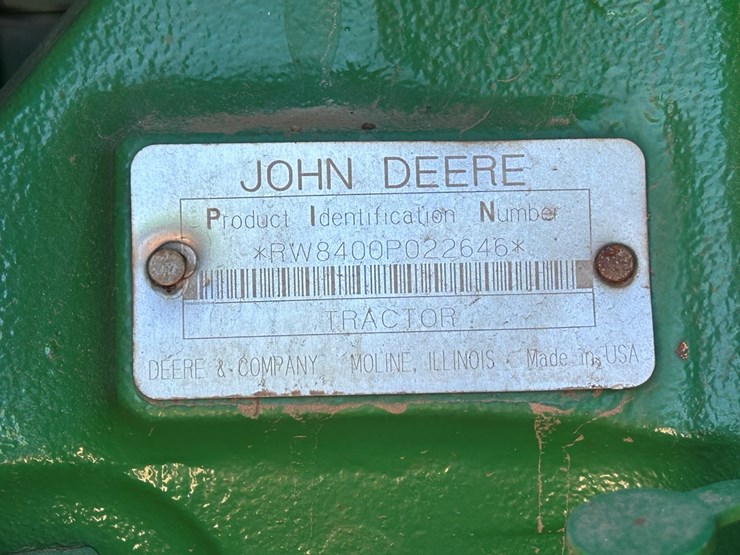 JOHN DEERE
Product Identification Number
*RW8400P022646*
TRACTOR
DEERE & COMPANY MOLINE, ILLINOIS Made in USA